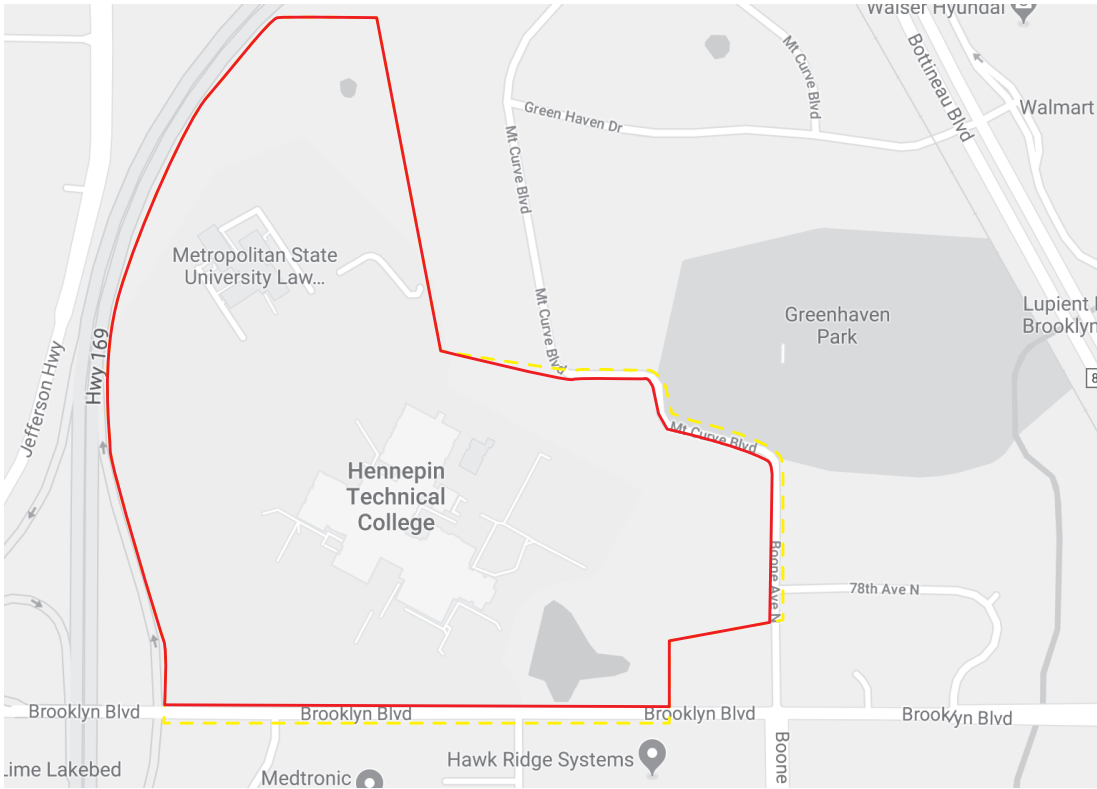 Walser Hyundai
Bottineau Blvd
Mt Curve Blvd
Walmart
Green Haven Dr
Mt Curve Blvd
Metropolitan State
University Law...
Mt Curve Blvd
Greenhaven
Park
Lupient
Brooklyn
Hwy 169
Jefferson Hwy
8
Mt Curve Blvd
Hennepin
Technical
College
Boone Ave N
78th Ave N
Brooklyn Blvd
Brooklyn Blvd
Brooklyn Blvd
Brooklyn Blvd
Boone
Hawk Ridge Systems
Lime Lakebed
Medtronic